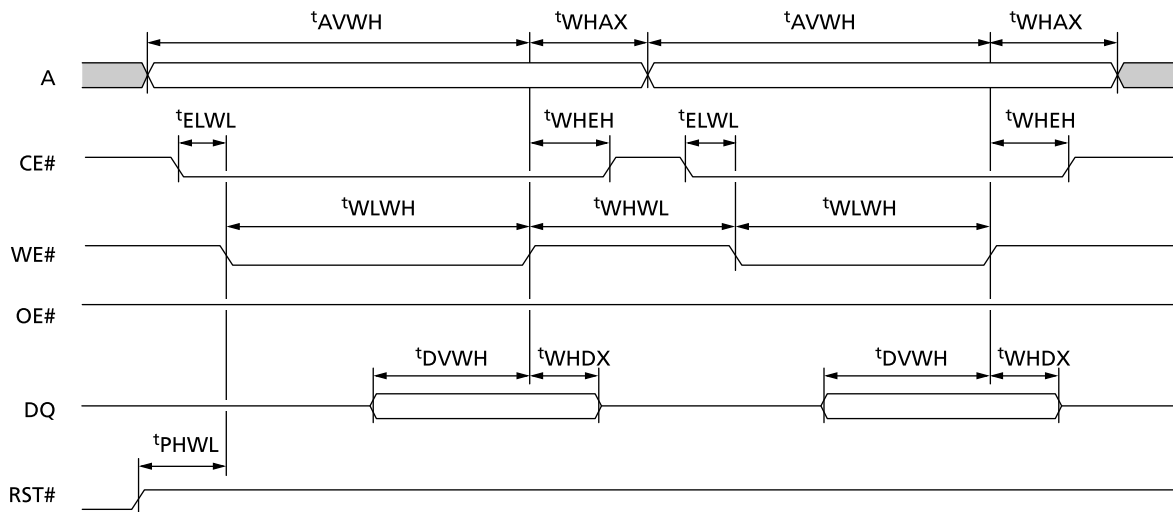 tAVWH tWHAX tAVWH tWHAX
A
tELWL tWHEH tELWL tWHEH
CE#
tWLWH tWHWL tWLWH
WE#
OE#
tDVWH tWHDX tDVWH tWHDX
DQ
tPHWL
RST#